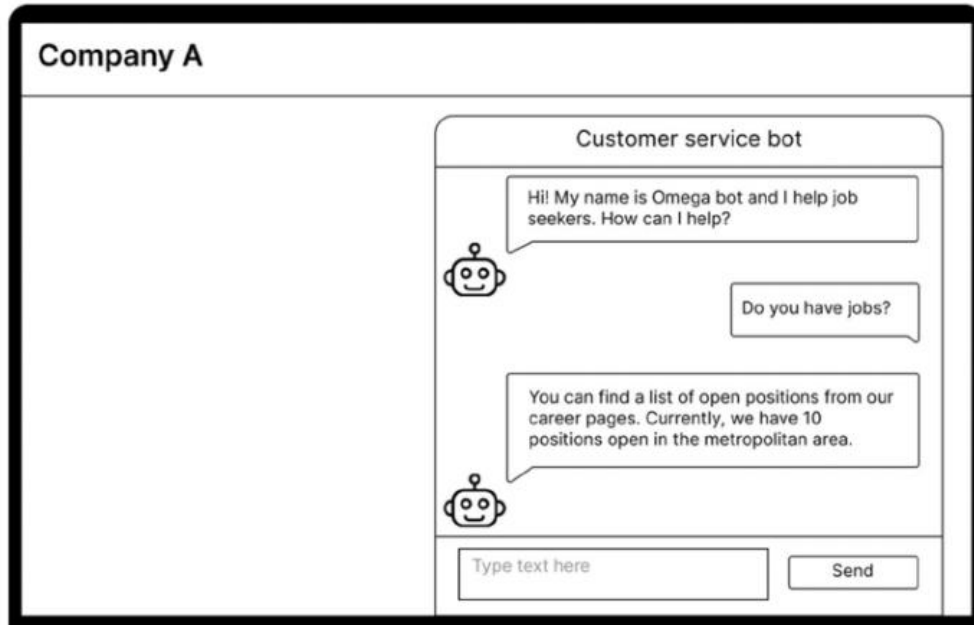 Company A
Customer service bot
Hi! My name is Omega bot and I help job
seekers. How can I help?
Do you have jobs?
You can find a list of open positions from our
career pages. Currently, we have 10
positions open in the metropolitan area.
Type text here
Send